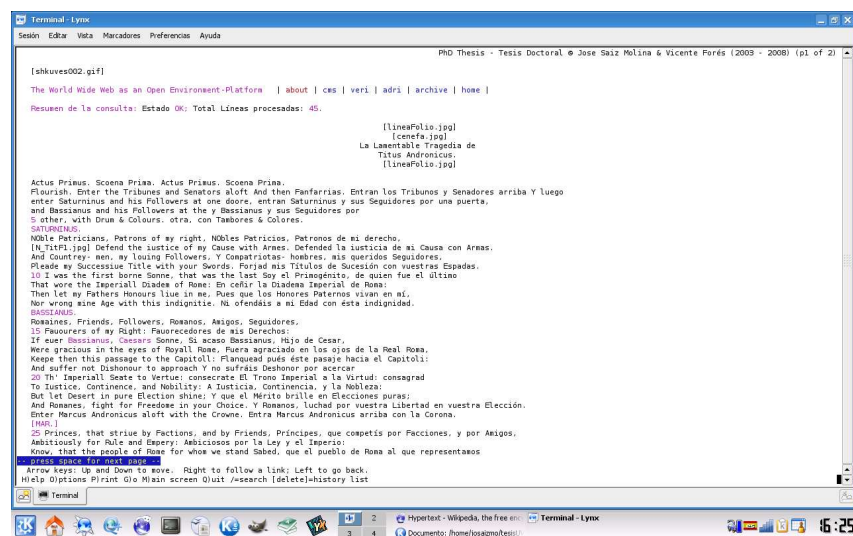 Terminal - Lynx
Sesión Editar Vista Marcadores Preferencias Ayuda
PhD Thesis - Tesis Doctoral © Jose Saiz Molina & Vicente Forés (2003 - 2008) (p1 of 2)
[shkuves002.gif]
The World Wide Web as an Open Environment-Platform | about | cms | veri | adri | archive | home |
Resumen de la consulta: Estado OK; Total Líneas procesadas: 45.
[lineaFolio.jpg]
[cenefa.jpg]
La Lamentable Tragedia de
Titus Andronicus.
[lineaFolio.jpg]
Actus Primus. Scoena Prima. Actus Primus. Scoena Prima.
Flourish. Enter the Tribunes and Senators aloft And then Fanfarrias. Entran los Tribunos y Senadores arriba Y luego
enter Saturninus and his Followers at one doore, entran Saturninus y sus Seguidores por una puerta,
and Bassianus and his Followers at the y Bassianus y sus Seguidores por
5 other, with Drum & Colours. otra, con Tambores & Colores.
SATURNINUS.
NOble Patricians, Patrons of my right, NObles Patricios, Patronos de mi derecho,
[N_TitP1.jpg] Defend the iustice of my Cause with Armes. Defended la iusticia de mi Causa con Armas.
And Countrey- men, my louing Followers, Y Compatriotas- hombres, mis queridos Seguidores,
Pleade my Successiue Title with your Swords. Forjad mis Títulos de Sucesión con vuestras Espadas.
10 I was the first borne Sonne, that was the last Soy el Primogénito, de quien fue el último
That wore the Imperiall Diadem of Rome: En ceñir la Diadema Imperial de Roma:
Then let my Fathers Honours liue in me, Pues que los Honores Paternos vivan en mí,
Nor wrong mine Age with this indignitie. Ni ofendáis a mi Edad con ésta indignidad.
BASSIANUS.
Romaines, Friends, Followers, Romanos, Amigos, Seguidores,
15 Fauourers of my Right: Fauorecedores de mis Derechos:
If euer Bassianus, Caesars Sonne, Si acaso Bassianus, Hijo de Cesar,
Were gracious in the eyes of Royall Rome, Fuera agraciado en los ojos de la Real Roma,
Keepe then this passage to the Capitoll: Flanquead pués éste pasaje hacia el Capitoli:
And suffer not Dishonour to approach Y no sufráis Deshonor por acercar
20 Th' Imperiall Seate to Vertue: consecrate El Trono Imperial a la Virtud: consagrad
To Iustice, Continence, and Nobility: A Iusticia, Continencia, y la Nobleza:
But let Desert in pure Election shine; Y que el Mérito brille en Elecciones puras;
And Romanes, fight for Freedome in your Choice. Y Romanos, luchad por vuestra Libertad en vuestra Elección.
Enter Marcus Andronicus aloft with the Crowne. Entra Marcus Andronicus arriba con la Corona.
[MAR.]
25 Princes, that striue by Factions, and by Friends, Príncipes, que competís por Facciones, y por Amigos,
Ambitiously for Rule and Empery: Ambiciosos por la Ley y el Imperio:
Know, that the people of Rome for whom we stand Sabed, que el pueblo de Roma al que representamos
-- press space for next page --
Arrow keys: Up and Down to move. Right to follow a link; Left to go back.
H)elp O)ptions P)rint G)o M)ain screen Q)uit /=search [delete]=history list
Terminal
2 Hypertext - Wikipedia, the free enc Terminal - Lynx
3 4 Documento: /home/josaizmo/tesis
16:25